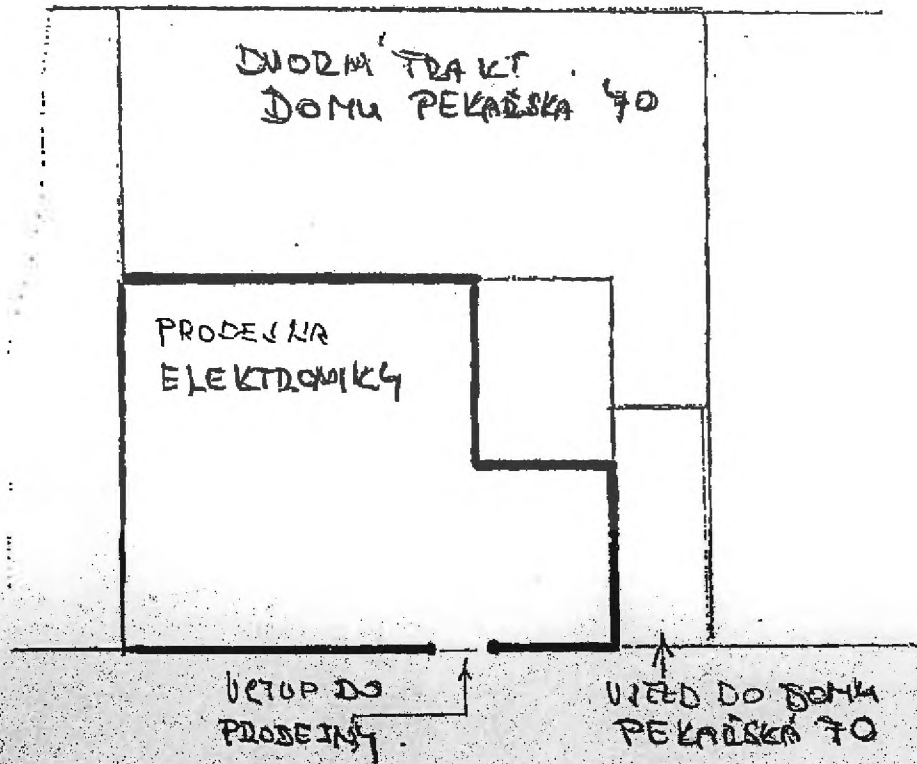 DVORNÍ TRAKT
DOMU PEKAŘSKÁ 70
PRODEJNA
ELEKTRONIKY
VSTUP DO
PRODEJNY
VJEZD DO DOMU
PEKAŘSKÁ 70